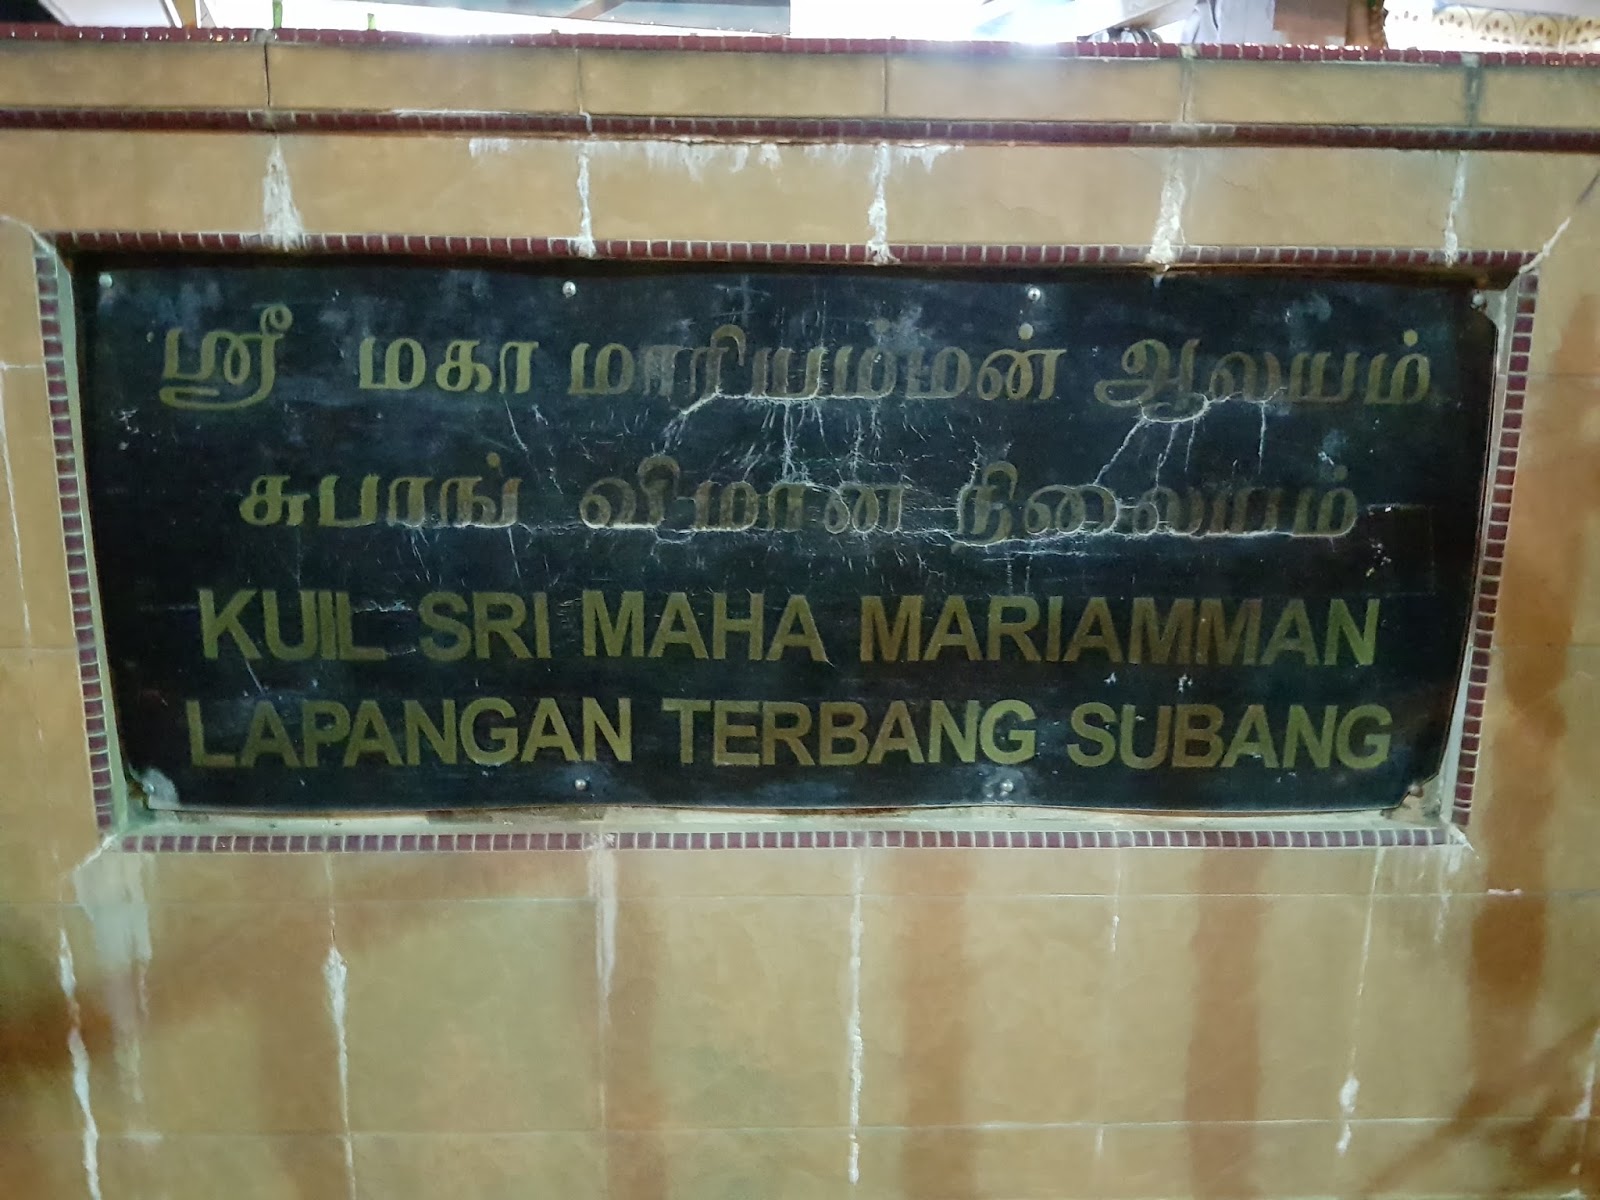 ஸ்ரீ மகா மாரியம்மன் ஆலயம்
சுபாங் விமான நிலையம்
KUIL SRI MAHA MARIAMMAN
LAPANGAN TERBANG SUBANG